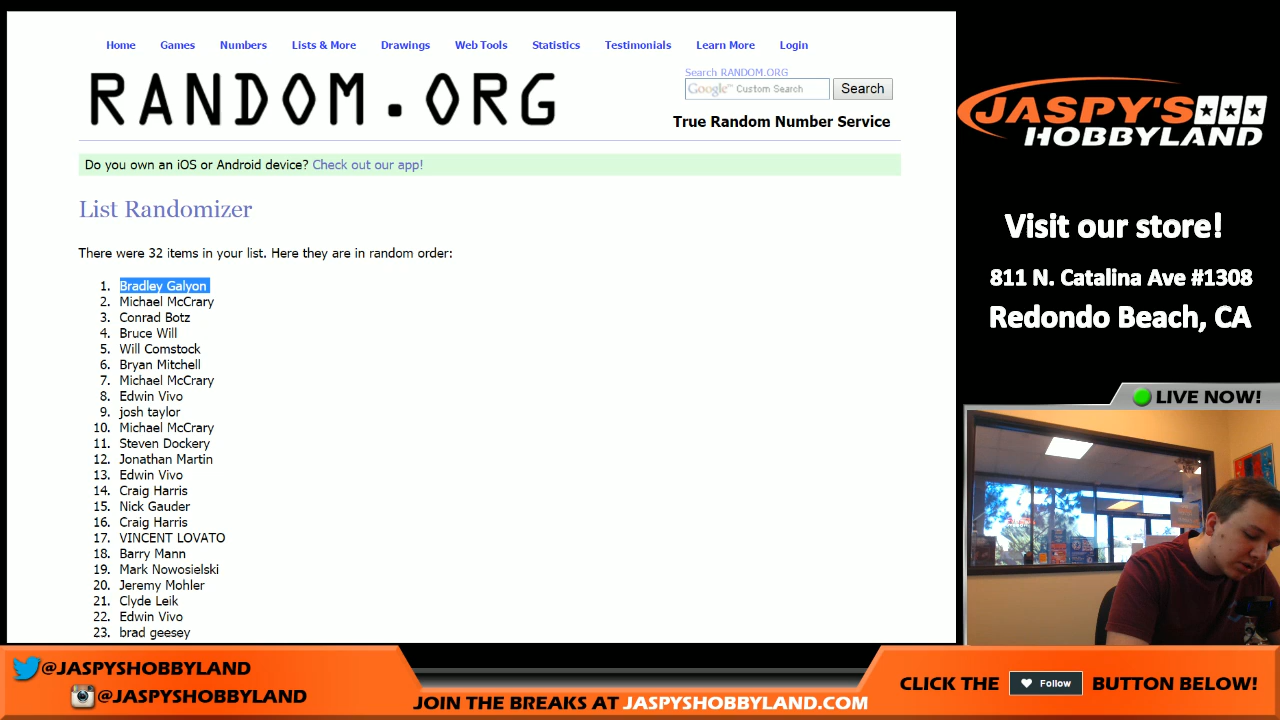 Home Games Numbers Lists & More Drawings Web Tools Statistics Testimonials Learn More Login
RANDOM.ORG
Search RANDOM.ORG
Google™ Custom Search Search
True Random Number Service
Do you own an iOS or Android device? Check out our app!
List Randomizer
There were 32 items in your list. Here they are in random order:
1. Bradley Galyon
2. Michael McCrary
3. Conrad Botz
4. Bruce Will
5. Will Comstock
6. Bryan Mitchell
7. Michael McCrary
8. Edwin Vivo
9. josh taylor
10. Michael McCrary
11. Steven Dockery
12. Jonathan Martin
13. Edwin Vivo
14. Craig Harris
15. Nick Gauder
16. Craig Harris
17. VINCENT LOVATO
18. Barry Mann
19. Mark Nowosielski
20. Jeremy Mohler
21. Clyde Leik
22. Edwin Vivo
23. brad geesey
JASPY'S
HOBBYLAND
Visit our store!
811 N. Catalina Ave #1308
Redondo Beach, CA
LIVE NOW!
@JASPYSHOBBYLAND
@JASPYSHOBBYLAND
JOIN THE BREAKS AT JASPYSHOBBYLAND.COM
CLICK THE Follow BUTTON BELOW!